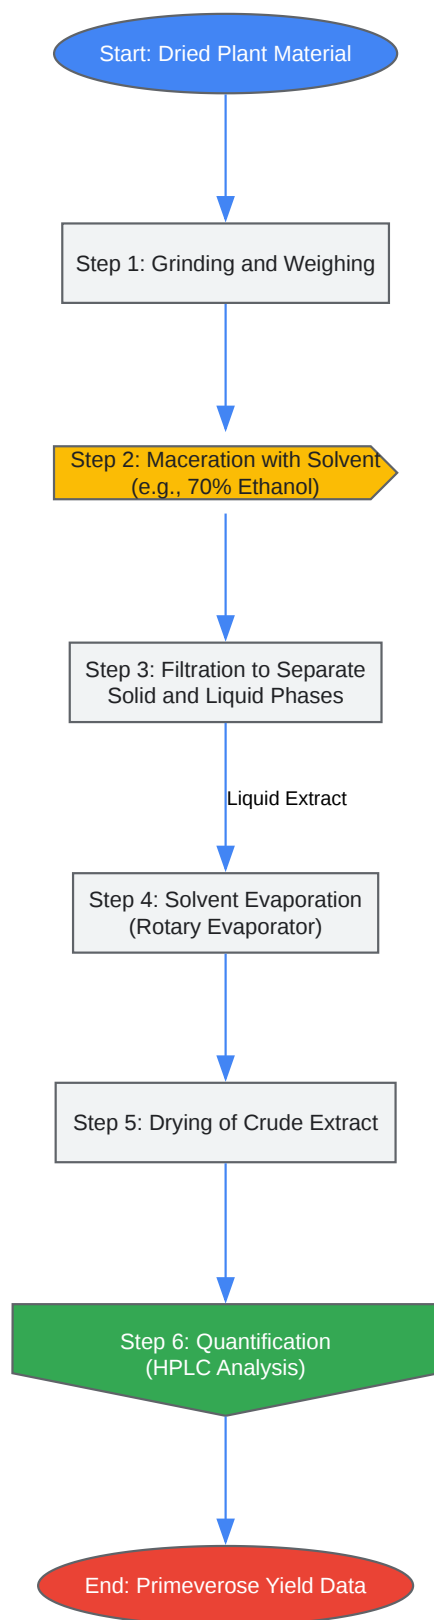 Start: Dried Plant Material
Step 1: Grinding and Weighing
Step 2: Maceration with Solvent
(e.g., 70% Ethanol)
Step 3: Filtration to Separate
Solid and Liquid Phases
Liquid Extract
Step 4: Solvent Evaporation
(Rotary Evaporator)
Step 5: Drying of Crude Extract
Step 6: Quantification
(HPLC Analysis)
End: Primeverose Yield Data